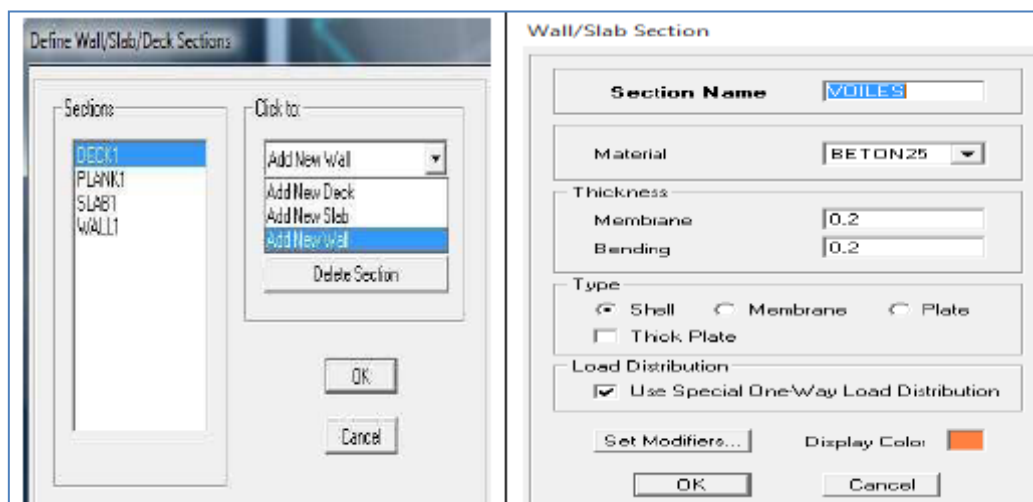 Define Wall/Slab/Deck Sections
Sections
DECK1
PLANK1
SLAB1
WALL1
Click to:
Add New Wall
Add New Deck
Add New Slab
Add New Wall
Delete Section
OK
Cancel
Wall/Slab Section
Section Name VOILES
Material BETON25
Thickness
Membrane 0.2
Bending 0.2
Type
Shell Membrane Plate
Thick Plate
Load Distribution
Use Special One-Way Load Distribution
Set Modifiers... Display Color
OK Cancel